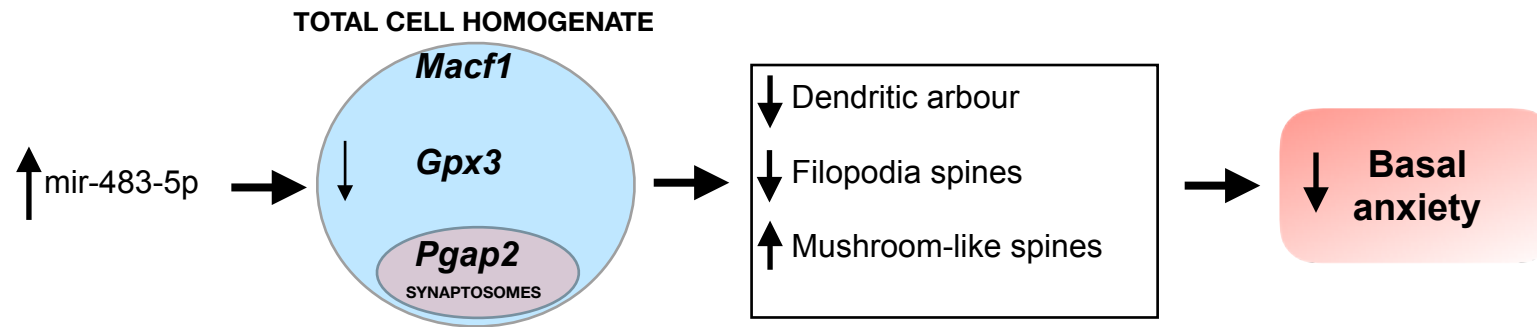 TOTAL CELL HOMOGENATE
Macf1
Gpx3
Pgap2
SYNAPTOSOMES
mir-483-5p
Dendritic arbour
Filopodia spines
Mushroom-like spines
Basal
anxiety